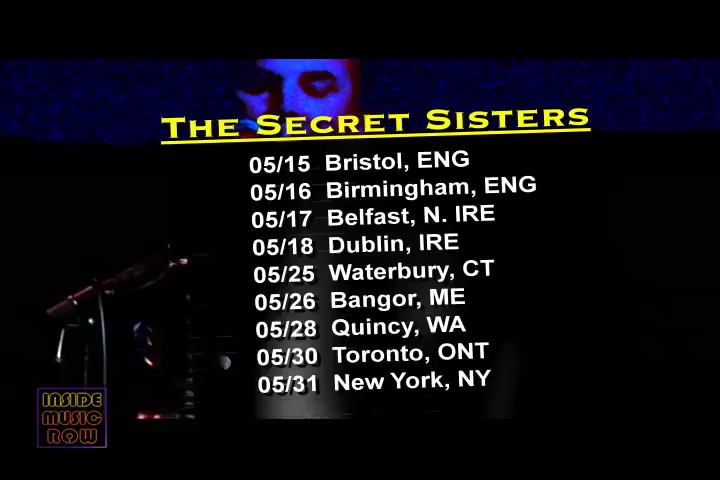 THE SECRET SISTERS
05/15 Bristol, ENG
05/16 Birmingham, ENG
05/17 Belfast, N. IRE
05/18 Dublin, IRE
05/25 Waterbury, CT
05/26 Bangor, ME
05/28 Quincy, WA
05/30 Toronto, ONT
05/31 New York, NY
INSIDE
MUSIC
ROW